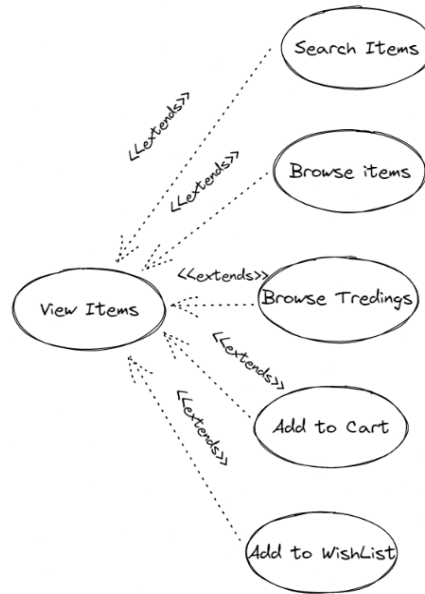 Search Items
<<extends>>
Browse items
<<extends>>
<<extends>>
Browse Tredings
View Items
<<extends>>
Add to Cart
<<extends>>
Add to WishList